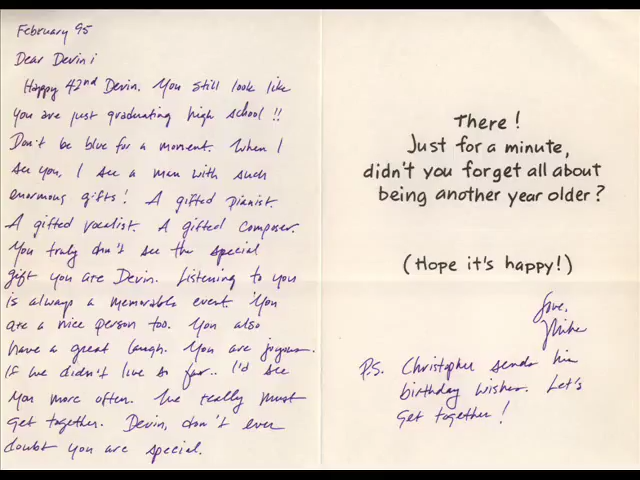 February 95
Dear Devin ;
Happy 42nd Devin. You still look like
you are just graduating high school !!
Don't be blue for a moment. When I
see you, I see a man with such
enormous gifts! A gifted pianist.
A gifted vocalist. A gifted composer.
You truly don't see the special
gift you are Devin. Listening to you
is always a memorable event. You
are a nice person too. You also
have a great laugh. You are joyous.
If we didn't live so far.. I'd see
you more often. We really must
get together. Devin, don't ever
doubt you are special.
There!
Just for a minute,
didn't you forget all about
being another year older?
(Hope it's happy!)
Love,
Mike
P.S. Christopher sends his
birthday wishes. Let's
get together!